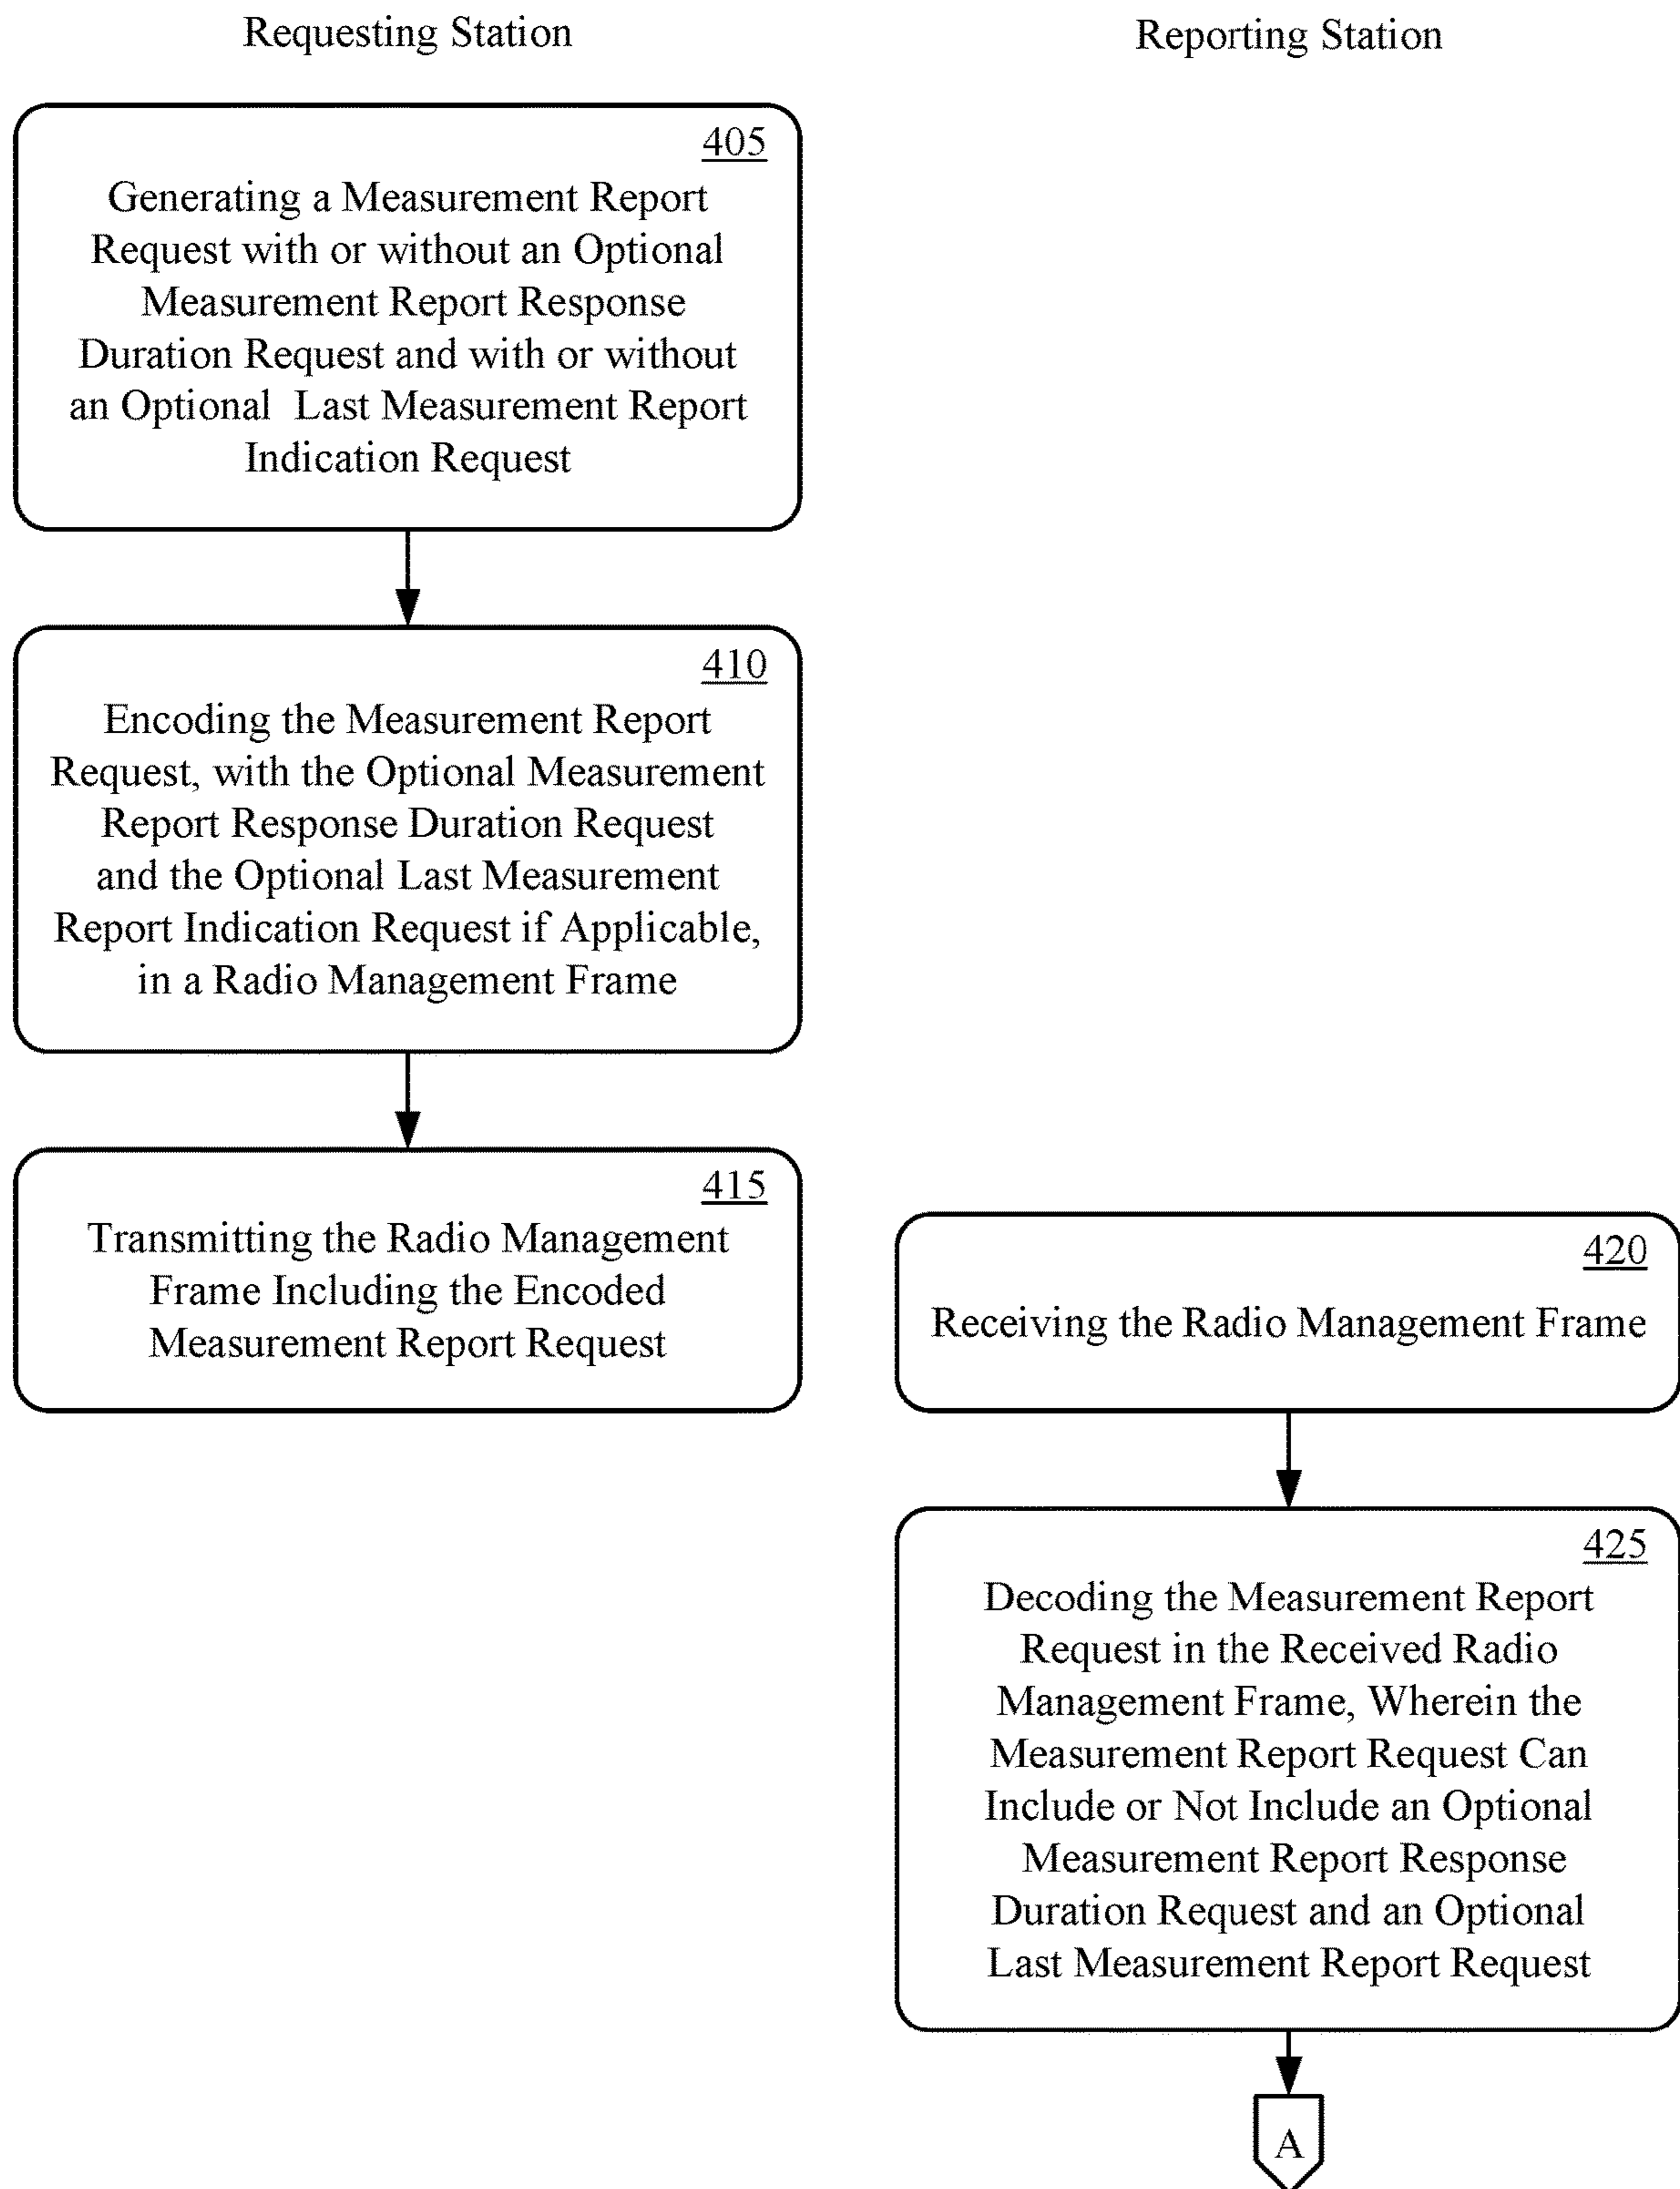 Requesting Station
Reporting Station
405
Generating a Measurement Report
Request with or without an Optional
Measurement Report Response
Duration Request and with or without
an Optional  Last Measurement Report
Indication Request
410
Encoding the Measurement Report
Request, with the Optional Measurement
Report Response Duration Request
and the Optional Last Measurement
Report Indication Request if Applicable,
in a Radio Management Frame
415
Transmitting the Radio Management
Frame Including the Encoded
Measurement Report Request
420
Receiving the Radio Management Frame
425
Decoding the Measurement Report
Request in the Received Radio
Management Frame, Wherein the
Measurement Report Request Can
Include or Not Include an Optional
Measurement Report Response
Duration Request and an Optional
Last Measurement Report Request
A